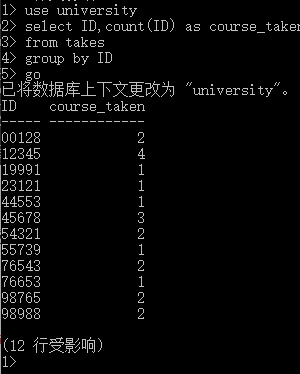 1> use university
2> select ID,count(ID) as course_taken
3> from takes
4> group by ID
5> go
已将数据库上下文更改为 "university"。
ID    course_taken
----- ------------
00128            2
12345            4
19991            1
23121            1
44553            1
45678            3
54321            2
55739            1
76543            2
76653            1
98765            2
98988            2
(12 行受影响)
1>